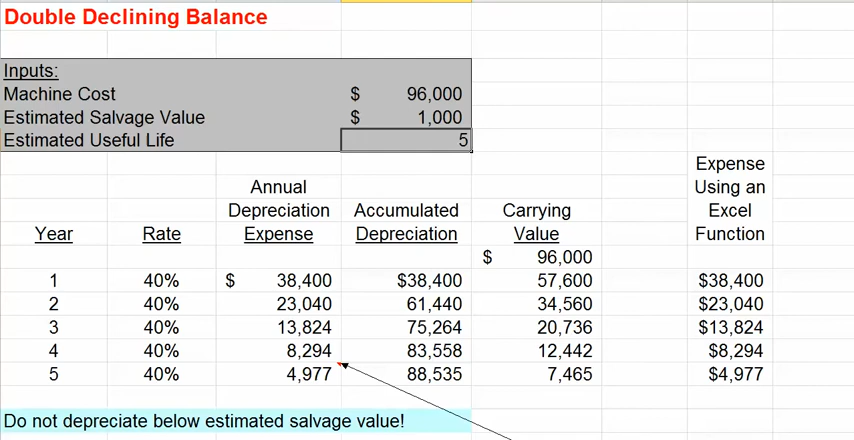 Double Declining Balance
Inputs:
Machine Cost $ 96,000
Estimated Salvage Value $ 1,000
Estimated Useful Life 5
Expense
Annual Using an
Depreciation Accumulated Carrying Excel
Year Rate Expense Depreciation Value Function
$ 96,000
1 40% $ 38,400 $38,400 57,600 $38,400
2 40% 23,040 61,440 34,560 $23,040
3 40% 13,824 75,264 20,736 $13,824
4 40% 8,294 83,558 12,442 $8,294
5 40% 4,977 88,535 7,465 $4,977
Do not depreciate below estimated salvage value!